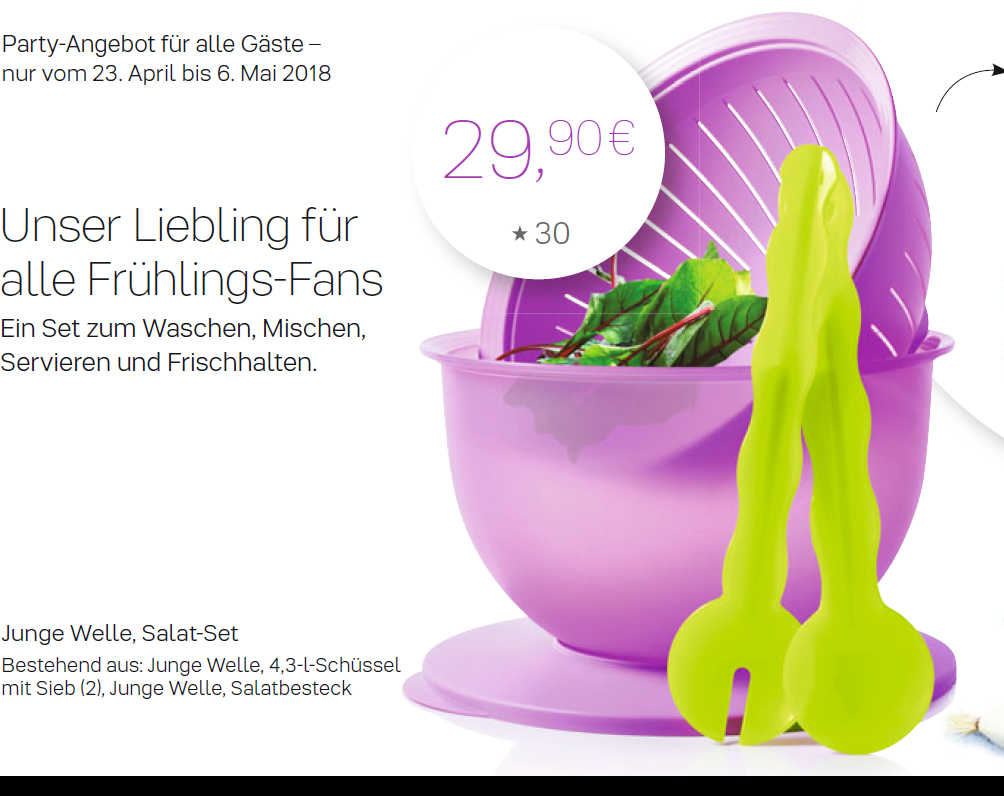 Party-Angebot für alle Gäste –
nur vom 23. April bis 6. Mai 2018
29,90 €
★ 30
Unser Liebling für
alle Frühlings-Fans
Ein Set zum Waschen, Mischen,
Servieren und Frischhalten.
Junge Welle, Salat-Set
Bestehend aus: Junge Welle, 4,3-l-Schüssel
mit Sieb (2), Junge Welle, Salatbesteck